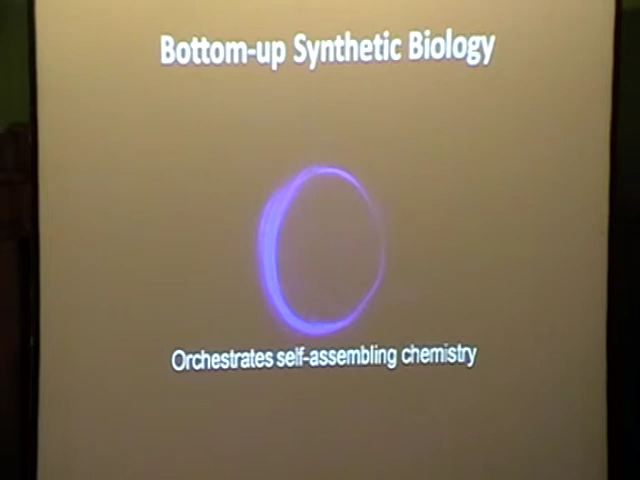 Bottom-up Synthetic Biology
Orchestrates self-assembling chemistry